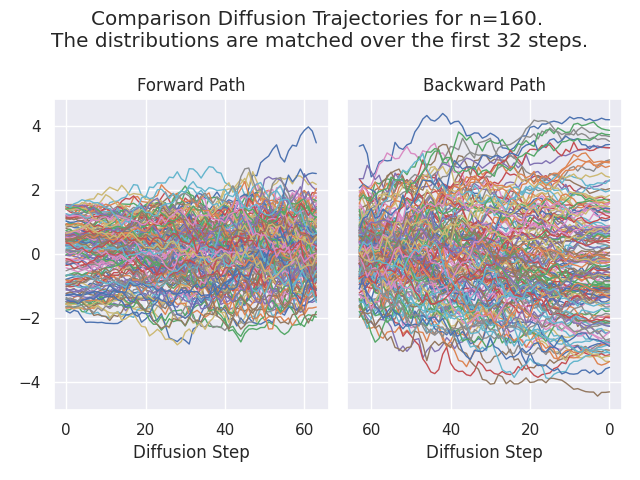 Comparison Diffusion Trajectories for n=160.
The distributions are matched over the first 32 steps.
Forward Path
Backward Path
4
2
0
−2
−4
0 20 40 60
60 40 20 0
Diffusion Step
Diffusion Step